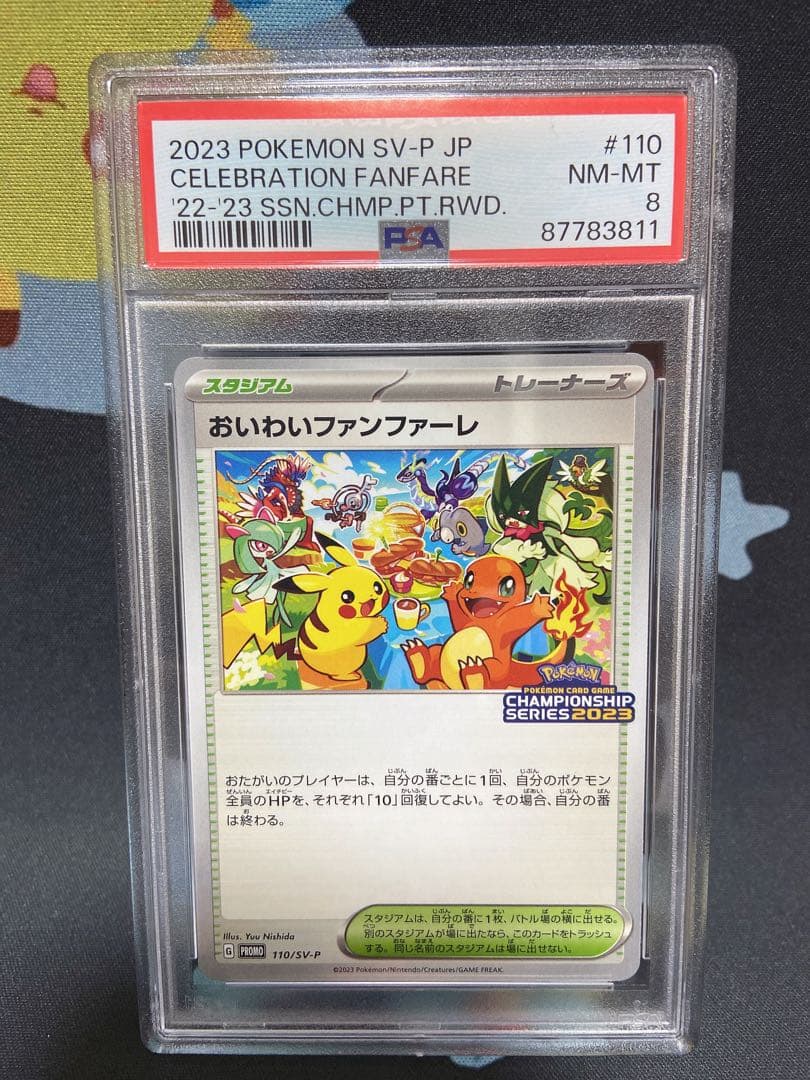 2023 POKEMON SV-P JP #110
CELEBRATION FANFARE NM-MT
'22-'23 SSN.CHMP.PT.RWD. 8
PSA 87783811
スタジアム トレーナーズ
おいわいファンファーレ
POKÉMON
POKÉMON CARD GAME
CHAMPIONSHIP
SERIES 2023
おたがいのプレイヤーは、自分の番ごとに1回、自分のポケモン
全員のHPを、それぞれ「10」回復してよい。その場合、自分の番
は終わる。
スタジアムは、自分の番に1枚、バトル場の横に出せる。
別のスタジアムが場に出たなら、このカードをトラッシュ
する。同じ名前のスタジアムは場に出せない。
Illus. Yuu Nishida
G PROMO 110/SV-P
©2023 Pokémon/Nintendo/Creatures/GAME FREAK.